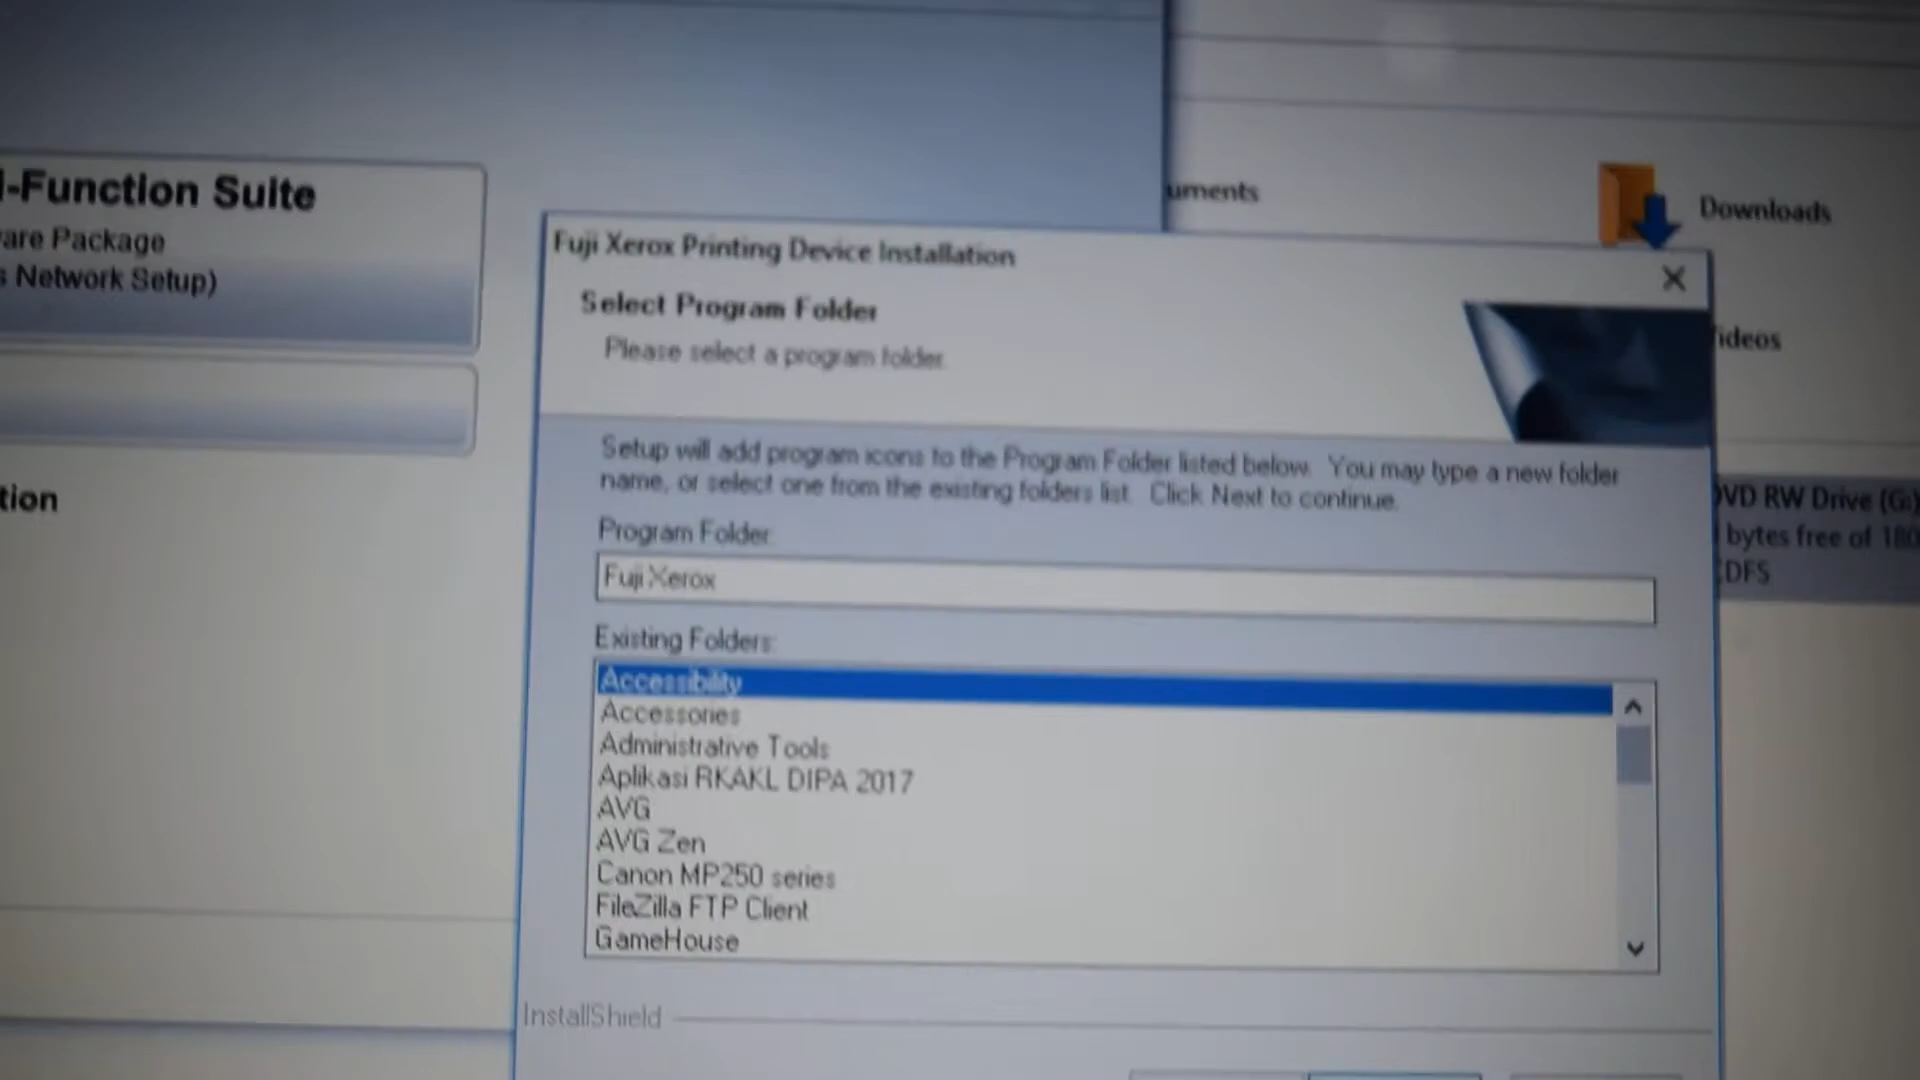 -Function Suite
are Package
s Network Setup)
tion
uments
Downloads
ideos
VD RW Drive (G:)
bytes free of 180
DFS
Fuji Xerox Printing Device Installation
Select Program Folder
Please select a program folder.
Setup will add program icons to the Program Folder listed below. You may type a new folder
name, or select one from the existing folders list. Click Next to continue.
Program Folder:
Fuji Xerox
Existing Folders:
Accessibility
Accessories
Administrative Tools
Aplikasi RKAKL DIPA 2017
AVG
AVG Zen
Canon MP250 series
FileZilla FTP Client
GameHouse
InstallShield